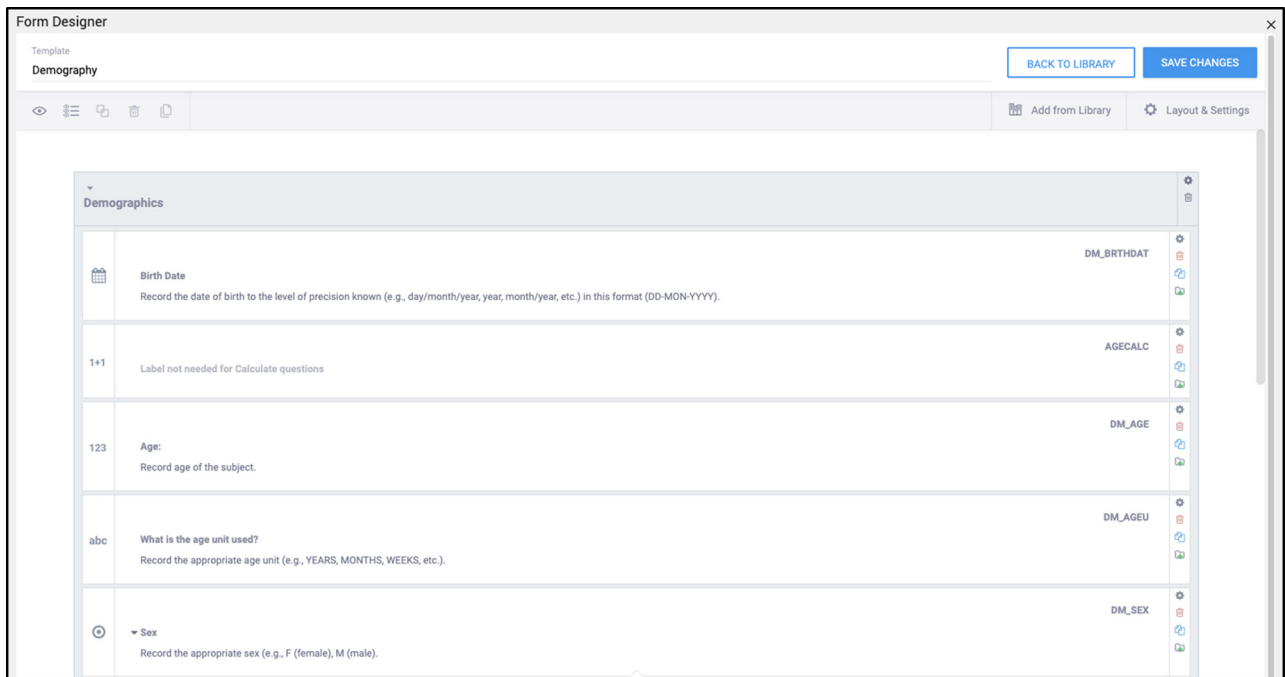 Form Designer
Template
Demography
BACK TO LIBRARY
SAVE CHANGES
Add from Library
Layout & Settings
Demographics
DM_BRTHDAT
Birth Date
Record the date of birth to the level of precision known (e.g., day/month/year, year, month/year, etc.) in this format (DD-MON-YYYY).
AGECALC
1+1
Label not needed for Calculate questions
DM_AGE
123
Age:
Record age of the subject.
DM_AGEU
abc
What is the age unit used?
Record the appropriate age unit (e.g., YEARS, MONTHS, WEEKS, etc.).
DM_SEX
Sex
Record the appropriate sex (e.g., F (female), M (male).